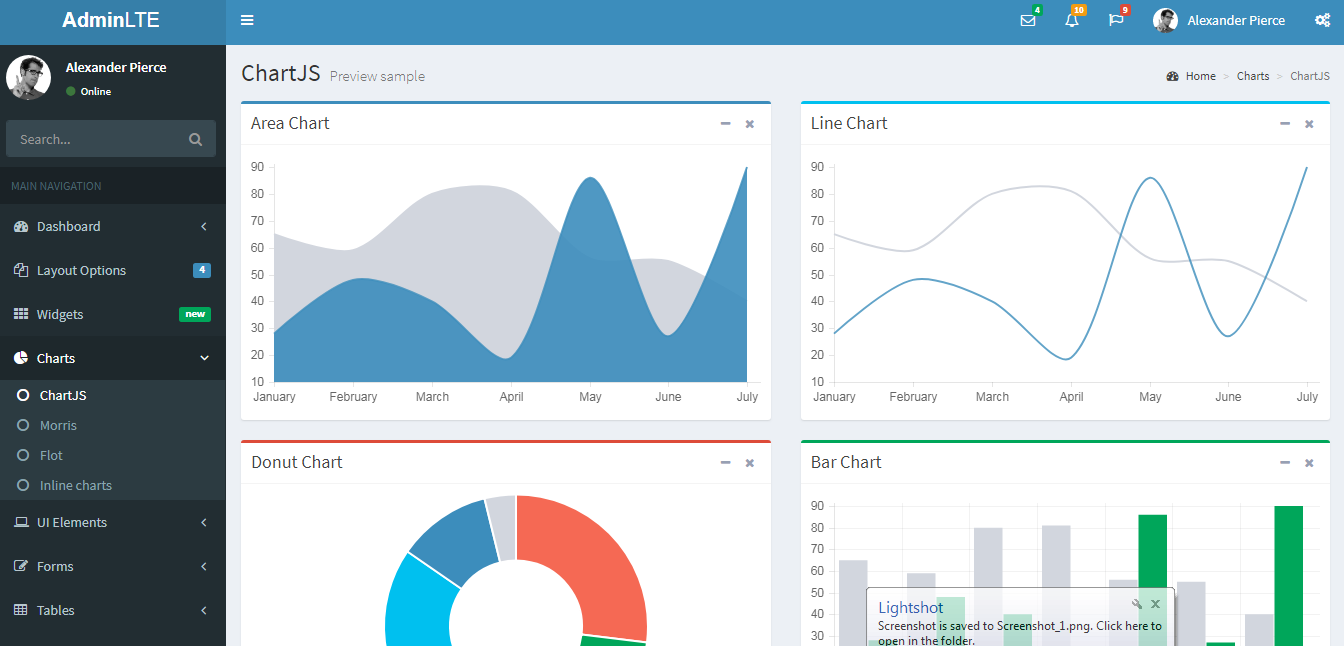 AdminLTE
4
10
9
Alexander Pierce
Alexander Pierce
Online
Search...
MAIN NAVIGATION
Dashboard
Layout Options 4
Widgets new
Charts
ChartJS
Morris
Flot
Inline charts
UI Elements
Forms
Tables
ChartJS Preview sample
Home > Charts > ChartJS
Area Chart
90
80
70
60
50
40
30
20
10
January February March April May June July
Line Chart
90
80
70
60
50
40
30
20
10
January February March April May June July
Donut Chart
Bar Chart
90
80
70
60
50
40
30
Lightshot
Screenshot is saved to Screenshot_1.png. Click here to
open in the folder.